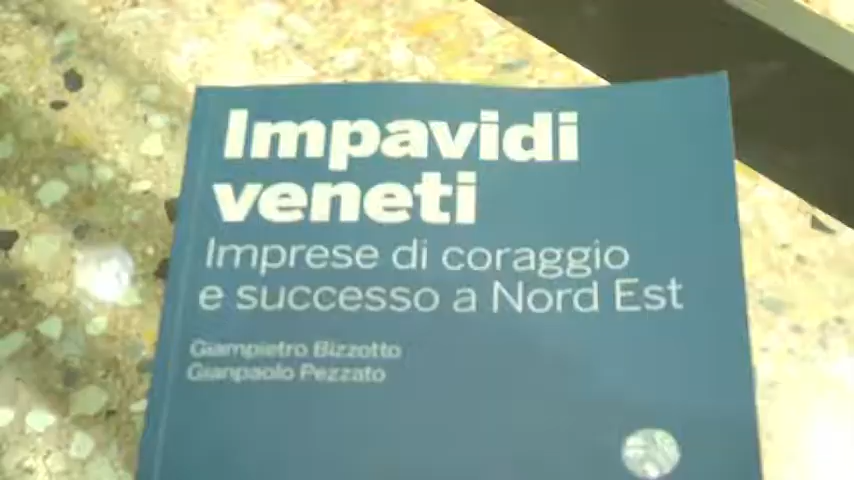 Impavidi
veneti
Imprese di coraggio
e successo a Nord Est
Giampietro Bizzotto
Gianpaolo Pezzato